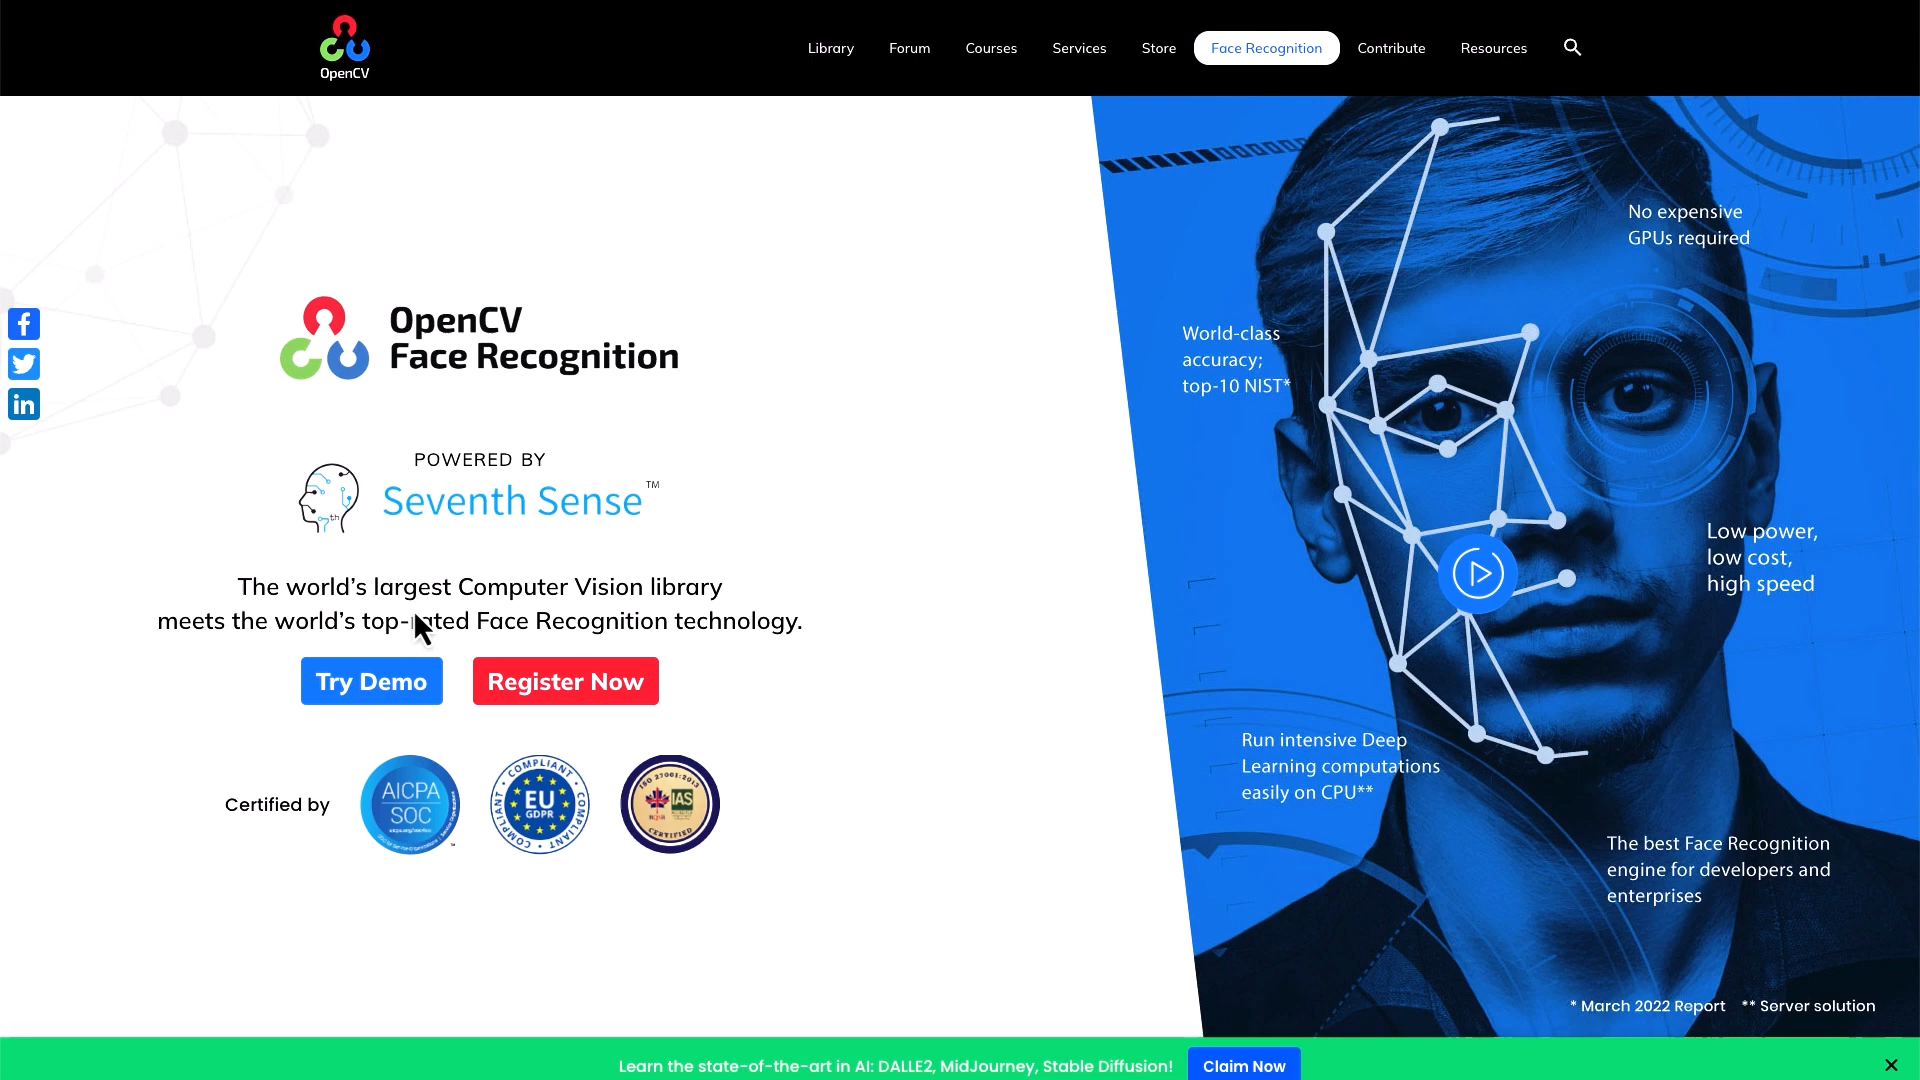 OpenCV
Library
Forum
Courses
Services
Store
Face Recognition
Contribute
Resources
OpenCV
Face Recognition
POWERED BY
Seventh Sense™
7th
The world's largest Computer Vision library
meets the world's top-rated Face Recognition technology.
Try Demo
Register Now
Certified by
AICPA
SOC
COMPLIANT • COMPLIANT • COMPLIANT
EU
GDPR
ISO 27001:2013
IAS
CERTIFIED
No expensive
GPUs required
World-class
accuracy;
top-10 NIST*
Low power,
low cost,
high speed
Run intensive Deep
Learning computations
easily on CPU**
The best Face Recognition
engine for developers and
enterprises
* March 2022 Report
** Server solution
Learn the state-of-the-art in AI: DALLE2, MidJourney, Stable Diffusion!
Claim Now